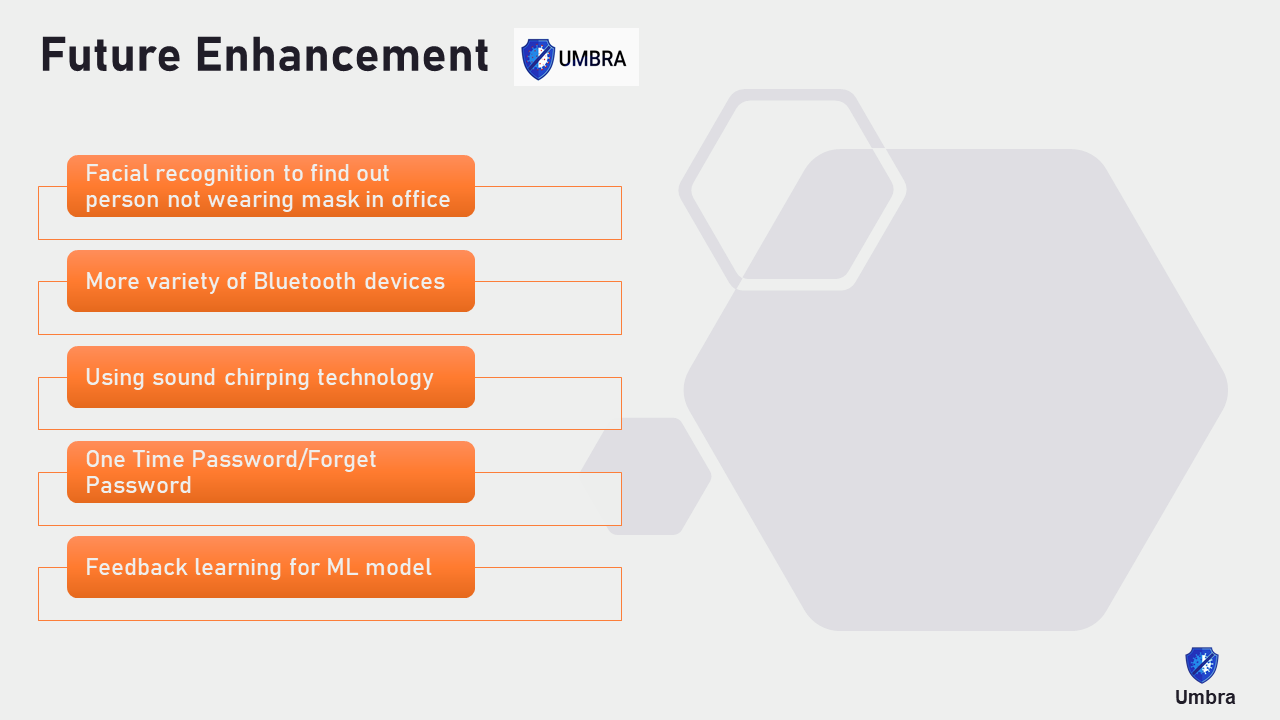 Future Enhancement
UMBRA
Facial recognition to find out
person not wearing mask in office
More variety of Bluetooth devices
Using sound chirping technology
One Time Password/Forget
Password
Feedback learning for ML model
Umbra